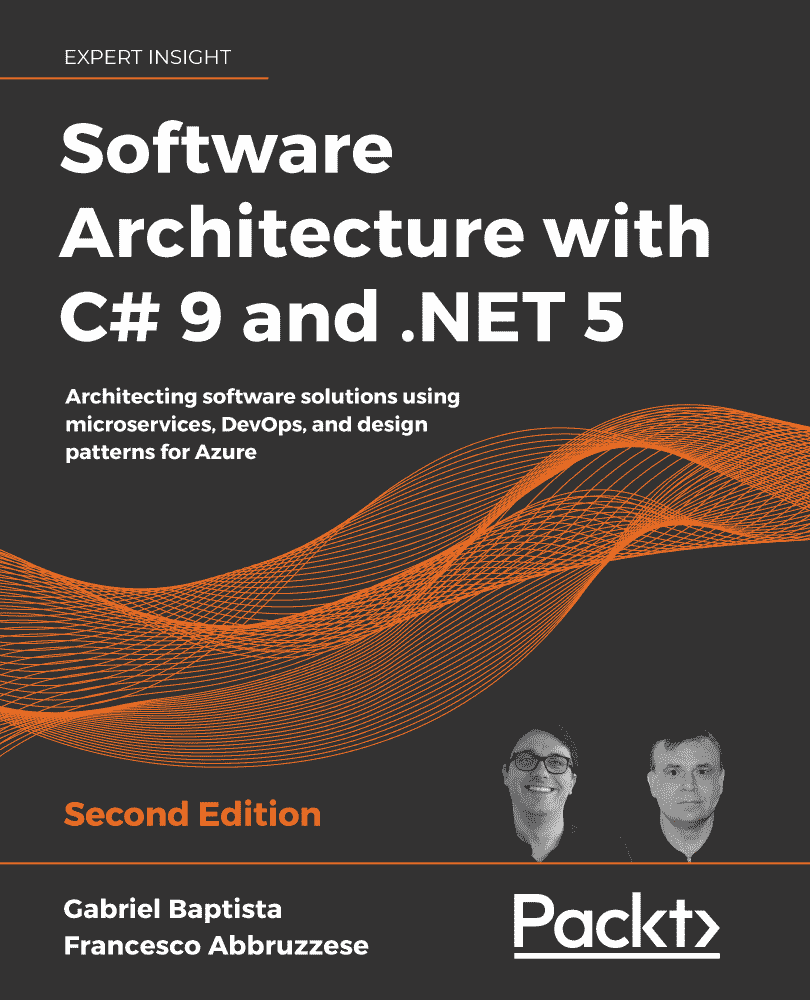 EXPERT INSIGHT
Software
Architecture with
C# 9 and .NET 5
Architecting software solutions using
microservices, DevOps, and design
patterns for Azure
Second Edition
Gabriel Baptista
Francesco Abbruzzese
Packt